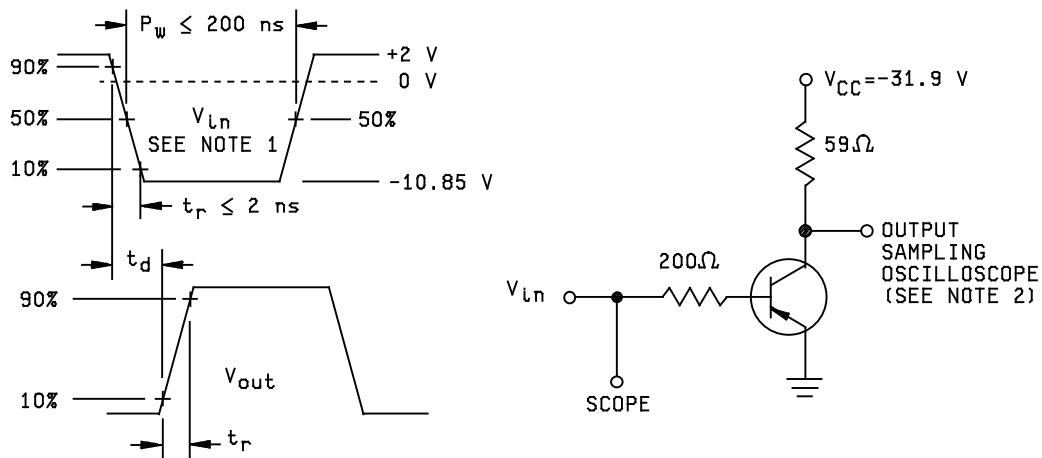 P_w ≤ 200 ns
+2 V
90%
0 V
50%
V_in
50%
SEE NOTE 1
10%
-10.85 V
t_r ≤ 2 ns
t_d
90%
V_out
10%
t_r
V_CC=-31.9 V
59Ω
OUTPUT
SAMPLING
OSCILLOSCOPE
(SEE NOTE 2)
200Ω
V_in
SCOPE